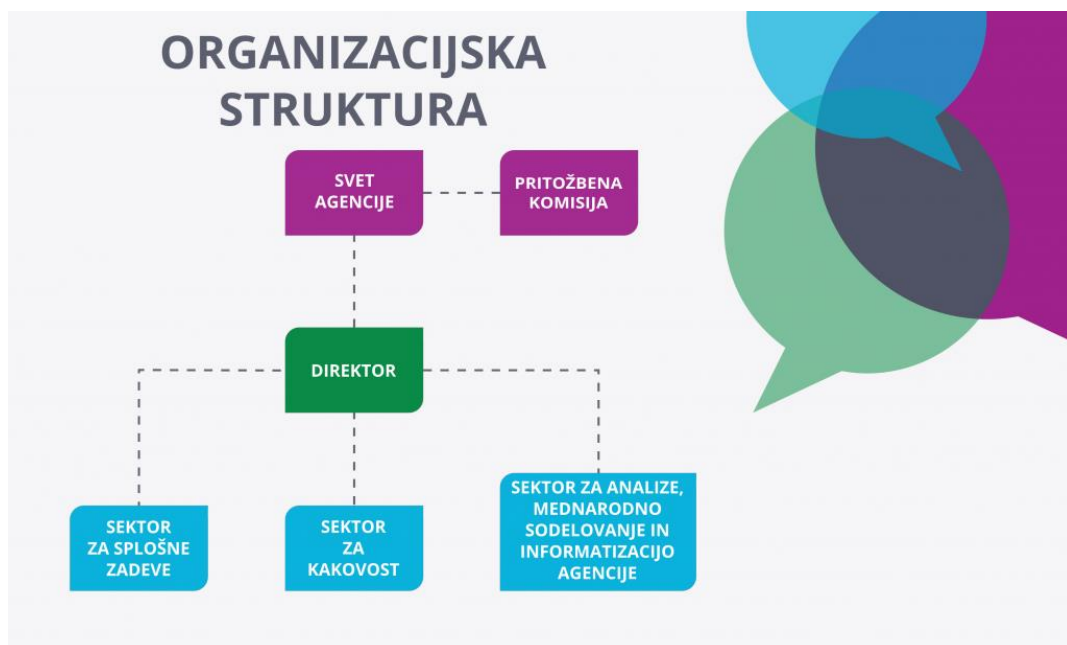 ORGANIZACIJSKA
STRUKTURA
SVET
AGENCIJE
PRITOŽBENA
KOMISIJA
DIREKTOR
SEKTOR
ZA SPLOŠNE
ZADEVE
SEKTOR
ZA
KAKOVOST
SEKTOR ZA ANALIZE,
MEDNARODNO
SODELOVANJE IN
INFORMATIZACIJO
AGENCIJE